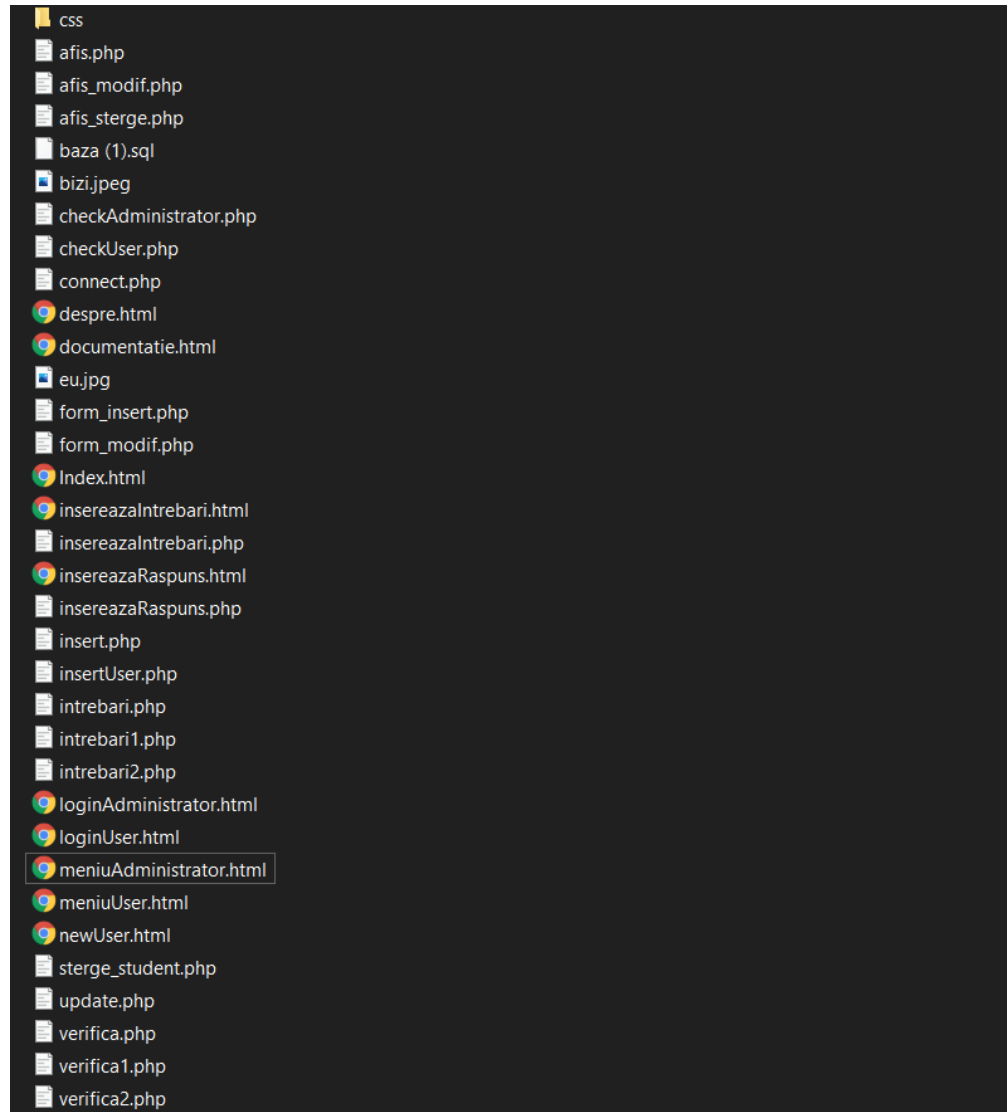 css
afis.php
afis_modif.php
afis_sterge.php
baza (1).sql
bizi.jpeg
checkAdministrator.php
checkUser.php
connect.php
despre.html
documentatie.html
eu.jpg
form_insert.php
form_modif.php
Index.html
insereazaIntrebari.html
insereazaIntrebari.php
insereazaRaspuns.html
insereazaRaspuns.php
insert.php
insertUser.php
intrebari.php
intrebari1.php
intrebari2.php
loginAdministrator.html
loginUser.html
meniuAdministrator.html
meniuUser.html
newUser.html
sterge_student.php
update.php
verifica.php
verifica1.php
verifica2.php